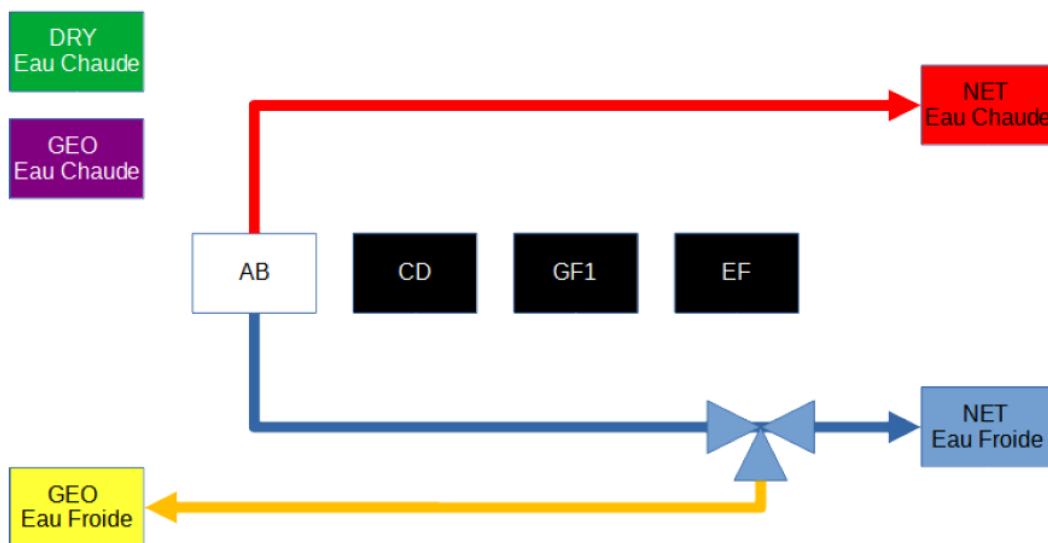 DRY
Eau Chaude
NET
Eau Chaude
GEO
Eau Chaude
AB
CD
GF1
EF
NET
Eau Froide
GEO
Eau Froide